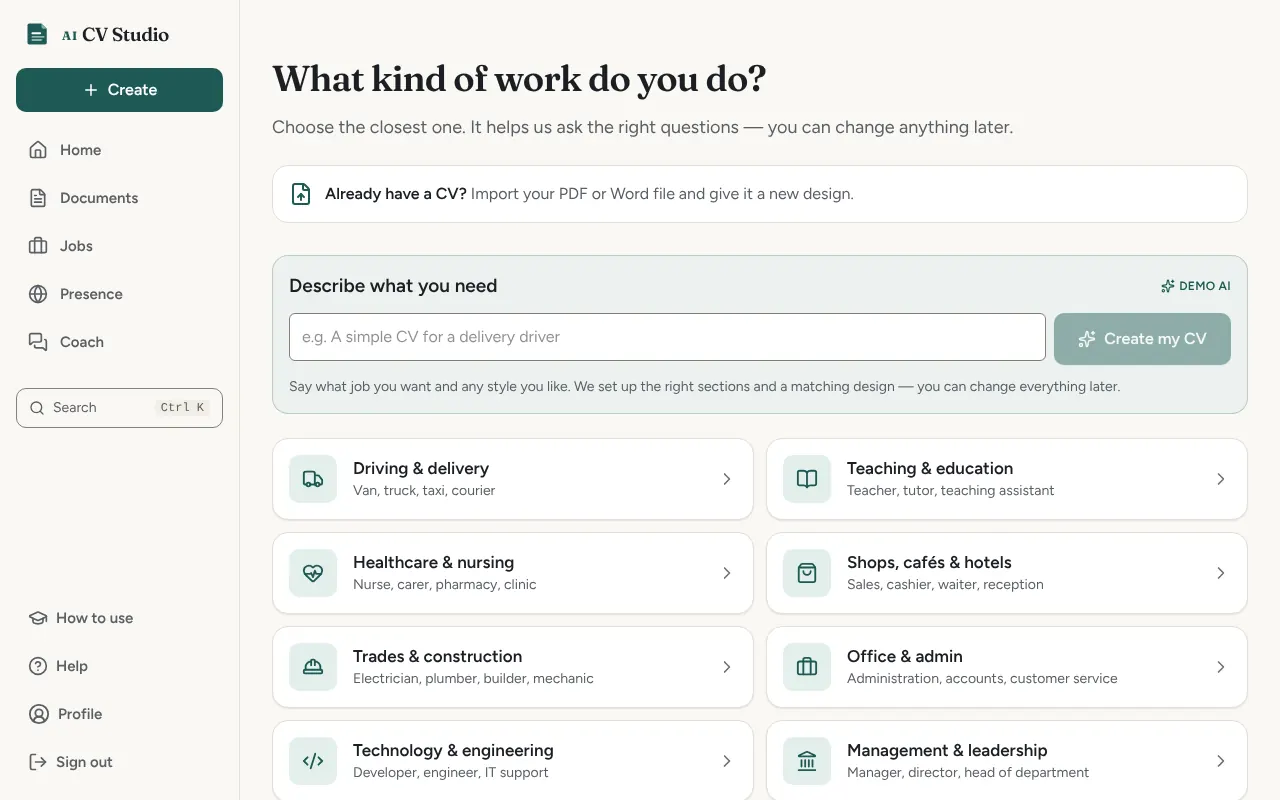 AI CV Studio
Create
Home
Documents
Jobs
Presence
Coach
Search Ctrl K
How to use
Help
Profile
Sign out
What kind of work do you do?
Choose the closest one. It helps us ask the right questions — you can change anything later.
Already have a CV? Import your PDF or Word file and give it a new design.
Describe what you need
DEMO AI
e.g. A simple CV for a delivery driver
Create my CV
Say what job you want and any style you like. We set up the right sections and a matching design — you can change everything later.
Driving & delivery
Van, truck, taxi, courier
Teaching & education
Teacher, tutor, teaching assistant
Healthcare & nursing
Nurse, carer, pharmacy, clinic
Shops, cafés & hotels
Sales, cashier, waiter, reception
Trades & construction
Electrician, plumber, builder, mechanic
Office & admin
Administration, accounts, customer service
Technology & engineering
Developer, engineer, IT support
Management & leadership
Manager, director, head of department